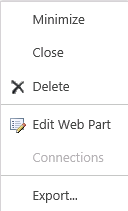 Minimize
Close
Delete
Edit Web Part
Connections
Export...